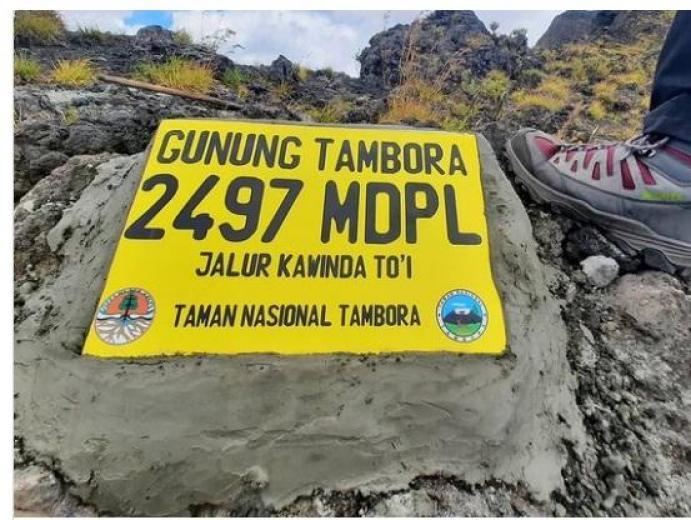 GUNUNG TAMBORA
2497 MDPL
JALUR KAWINDA TO'I
TAMAN NASIONAL TAMBORA